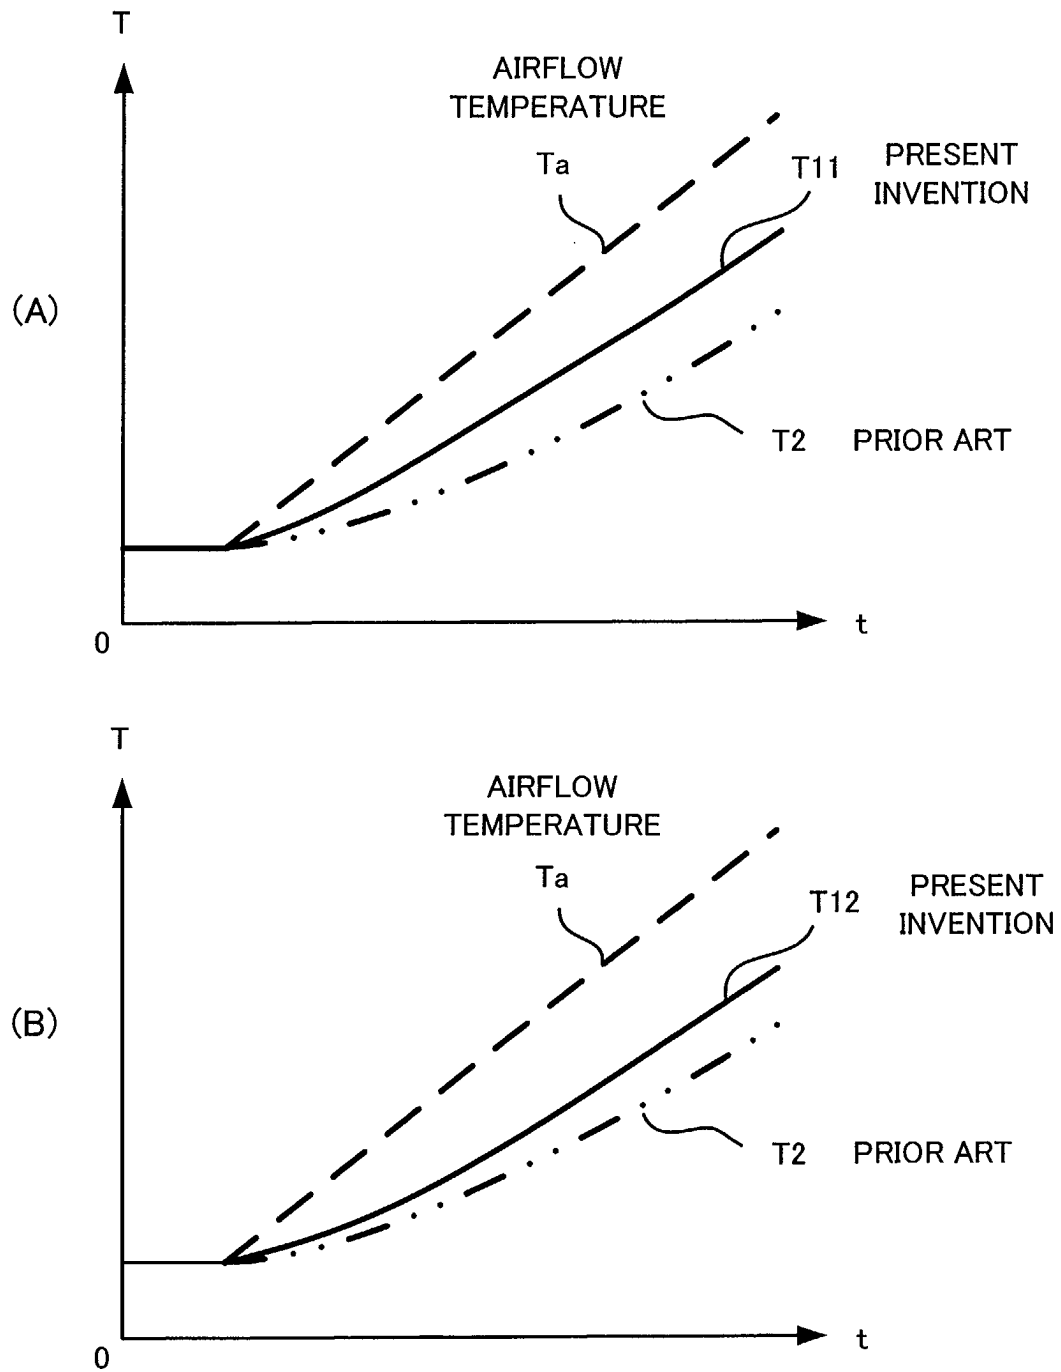 T
AIRFLOW
TEMPERATURE
Ta
T11
PRESENT
INVENTION
(A)
T2 PRIOR ART
0
t
T
AIRFLOW
TEMPERATURE
Ta
T12
PRESENT
INVENTION
(B)
T2 PRIOR ART
0
t